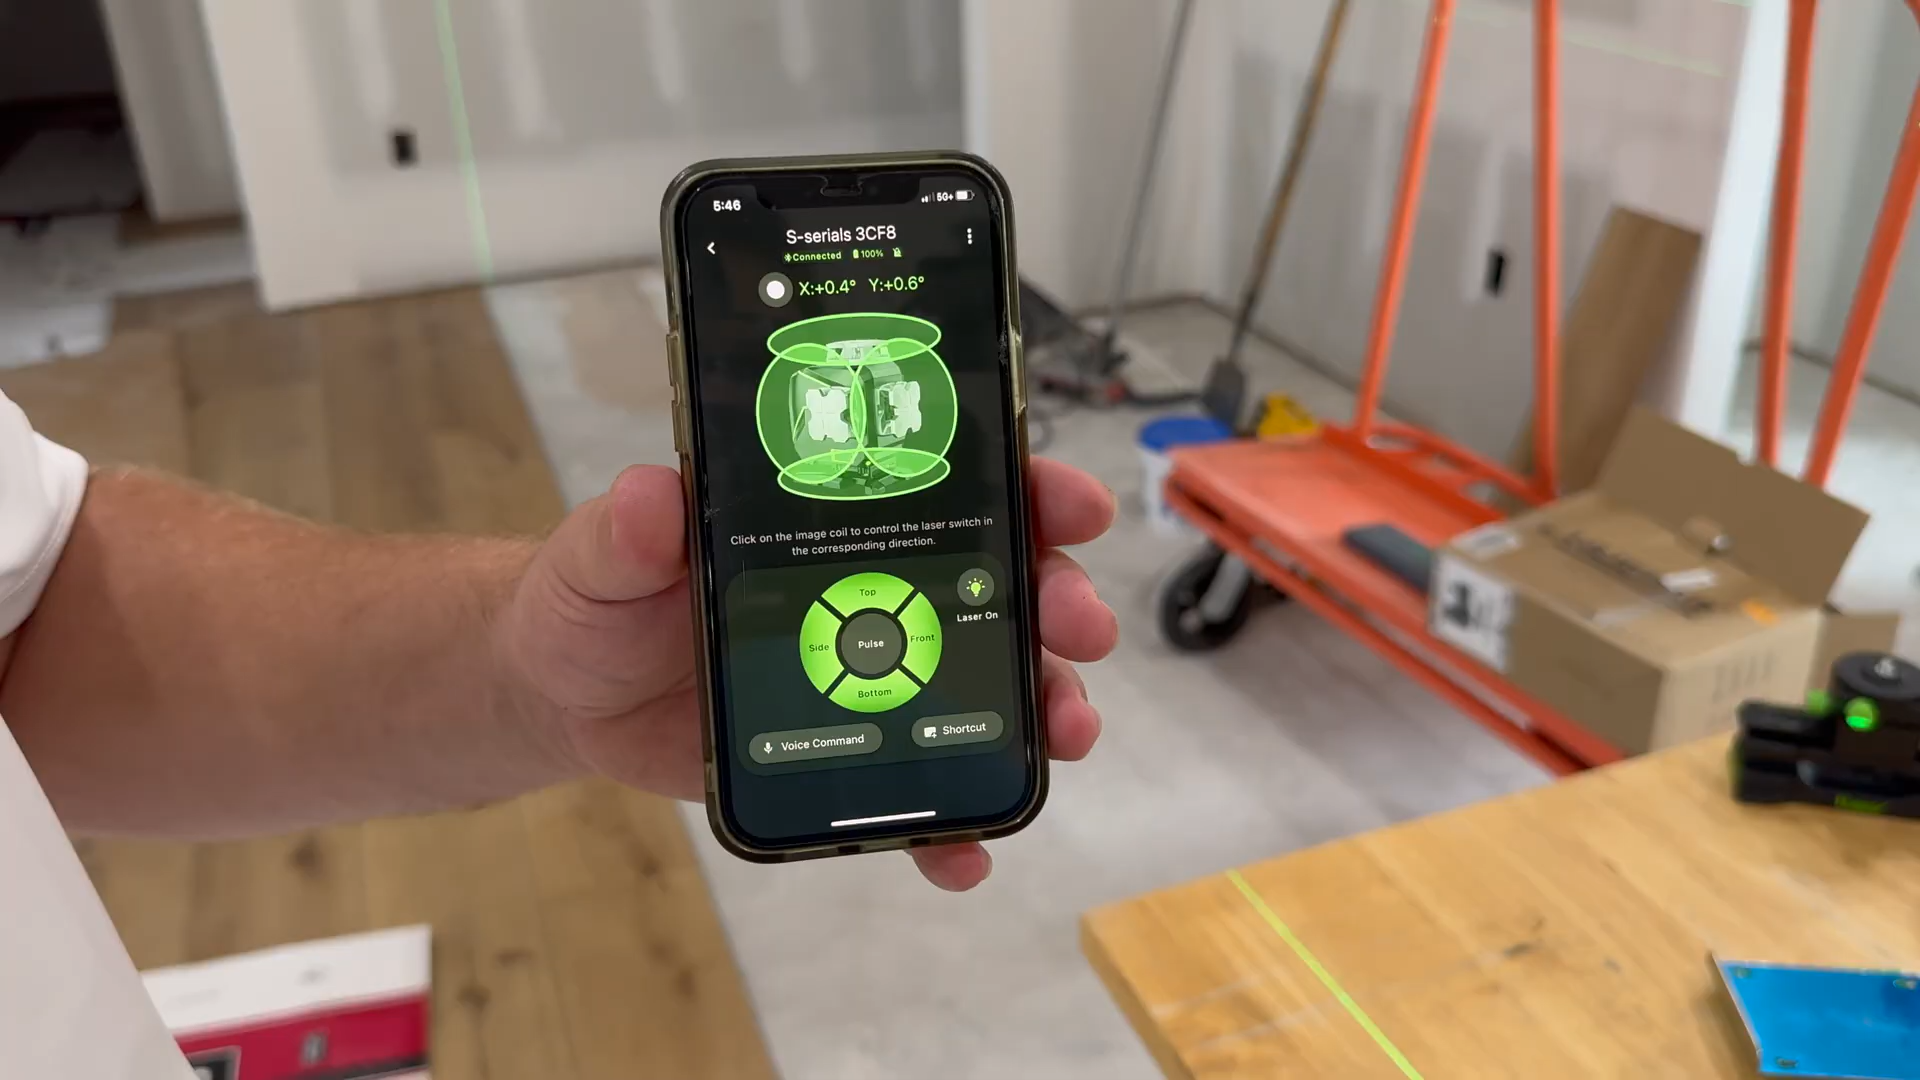 5:46
5G+
S-serials 3CF8
Connected 100%
X:+0.4° Y:+0.6°
Click on the image coil to control the laser switch in
the corresponding direction.
Top
Laser On
Side
Pulse
Front
Bottom
Voice Command
Shortcut